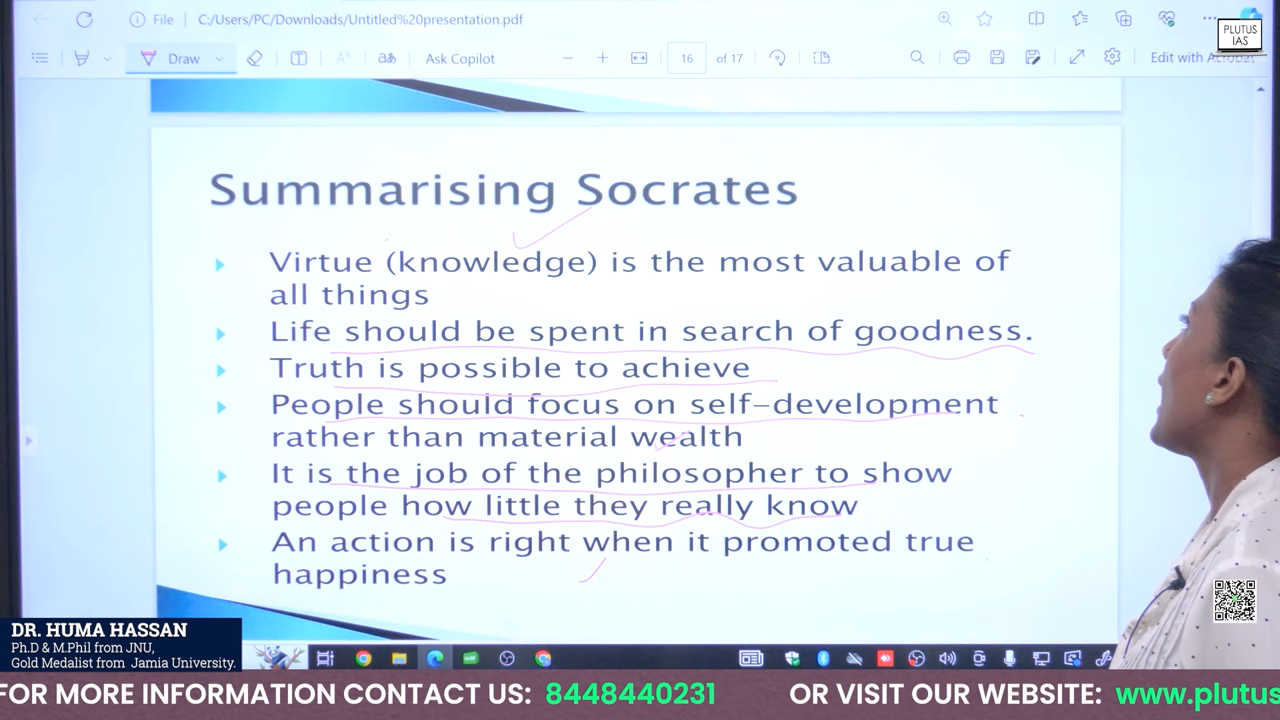 File C:/Users/PC/Downloads/Untitled%20presentation.pdf
PLUTUS
IAS
Draw Ask Copilot 16 of 17 Edit with Acrobat
Summarising Socrates
Virtue (knowledge) is the most valuable of
all things
Life should be spent in search of goodness.
Truth is possible to achieve
People should focus on self-development
rather than material wealth
It is the job of the philosopher to show
people how little they really know
An action is right when it promoted true
happiness
DR. HUMA HASSAN
Ph.D & M.Phil from JNU,
Gold Medalist from Jamia University.
FOR MORE INFORMATION CONTACT US: 8448440231 OR VISIT OUR WEBSITE: www.plutus